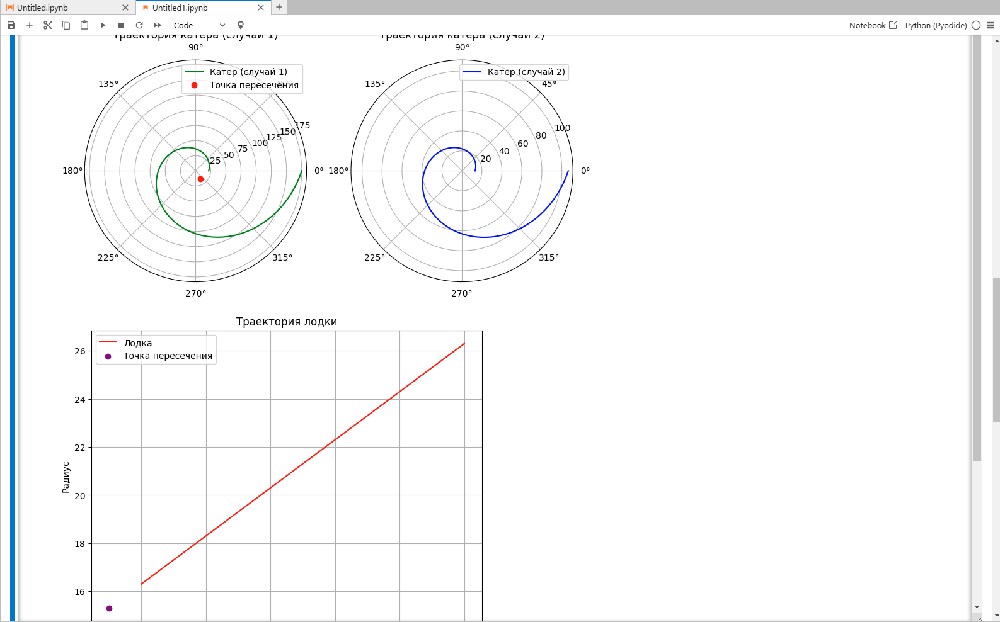 Untitled.ipynb
Untitled1.ipynb
Code
Notebook
Python (Pyodide)
Траектория катера (случай 1)
Траектория катера (случай 2)
90°
Катер (случай 1)
Точка пересечения
135°
45°
175
150
125
100
75
50
25
180°
0°
225°
315°
270°
90°
Катер (случай 2)
135°
45°
100
80
60
40
20
180°
0°
225°
315°
270°
Траектория лодки
Лодка
Точка пересечения
26
24
22
20
18
16
Радиус